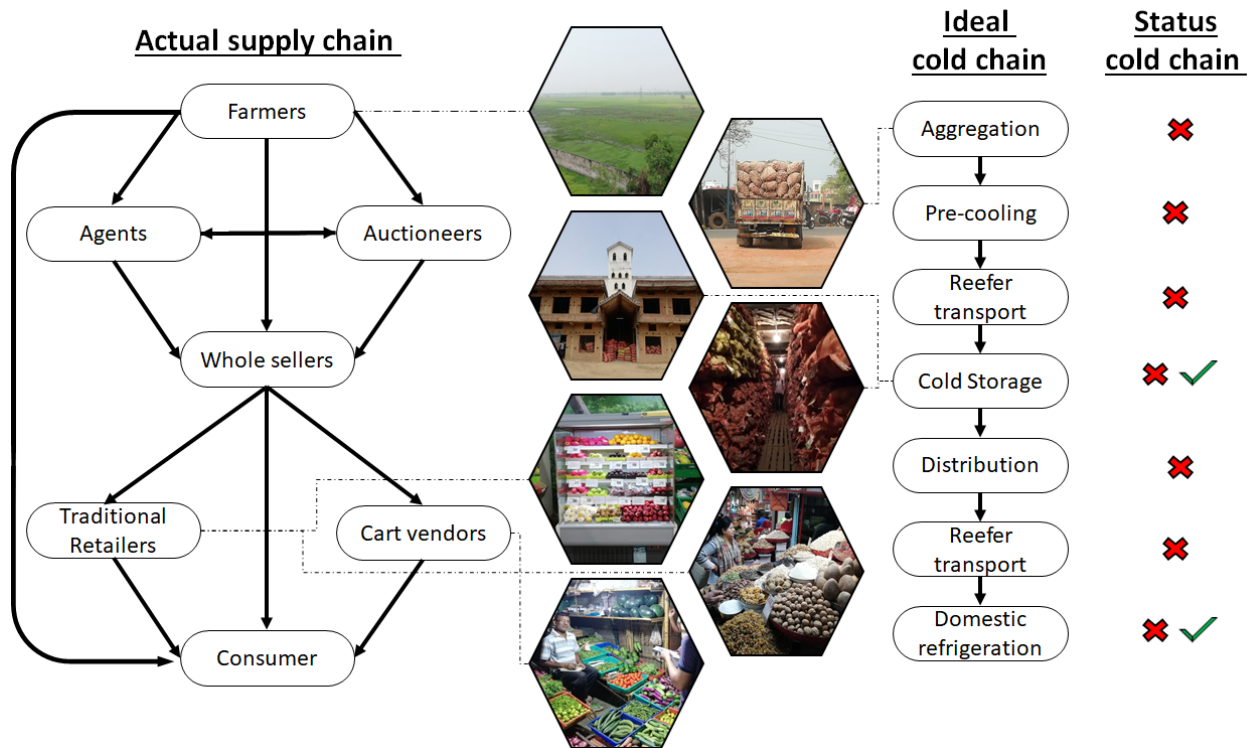 Actual supply chain
Farmers
Agents
Auctioneers
Whole sellers
Traditional
Retailers
Cart vendors
Consumer
Ideal
cold chain
Aggregation
Pre-cooling
Reefer
transport
Cold Storage
Distribution
Reefer
transport
Domestic
refrigeration
Status
cold chain